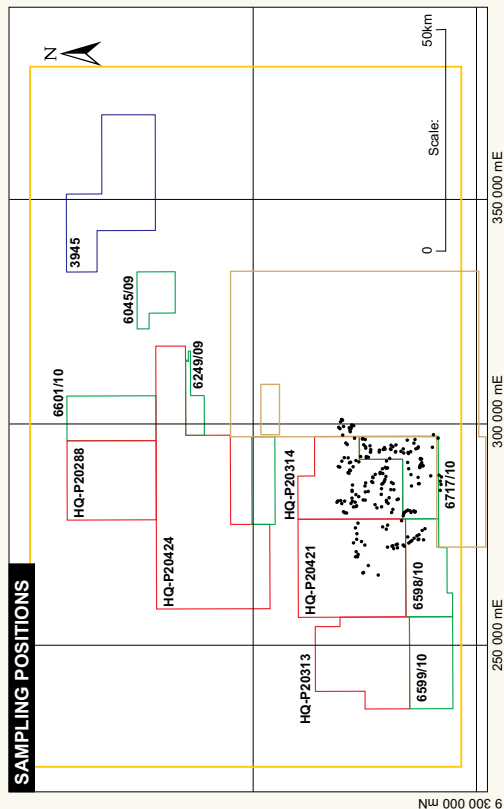 SAMPLING POSITIONS
N
3945
6045/09
6601/10
HQ-P20288
6249/09
HQ-P20424
HQ-P20314
HQ-P20421
HQ-P20313
6717/10
6598/10
6599/10
Scale:
0
50km
250 000 mE
300 000 mE
350 000 mE
9 300 000 mN